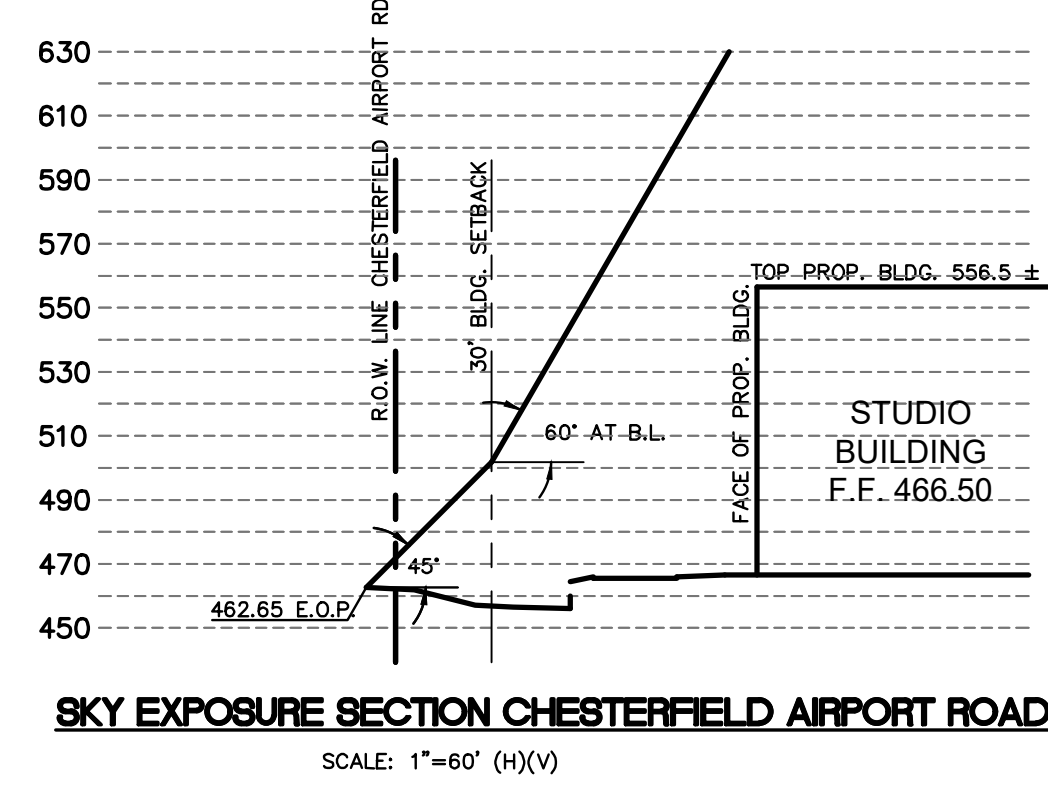 630
610
590
570
550
530
510
490
470
450
R.O.W. LINE CHESTERFIELD AIRPORT RD
30' BLDG. SETBACK
TOP PROP. BLDG. 556.5 ±
FACE OF PROP. BLDG.
60° AT B.L.
STUDIO
BUILDING
F.F. 466.50
45°
462.65 E.O.P.
SKY EXPOSURE SECTION CHESTERFIELD AIRPORT ROAD
SCALE: 1"=60' (H)(V)